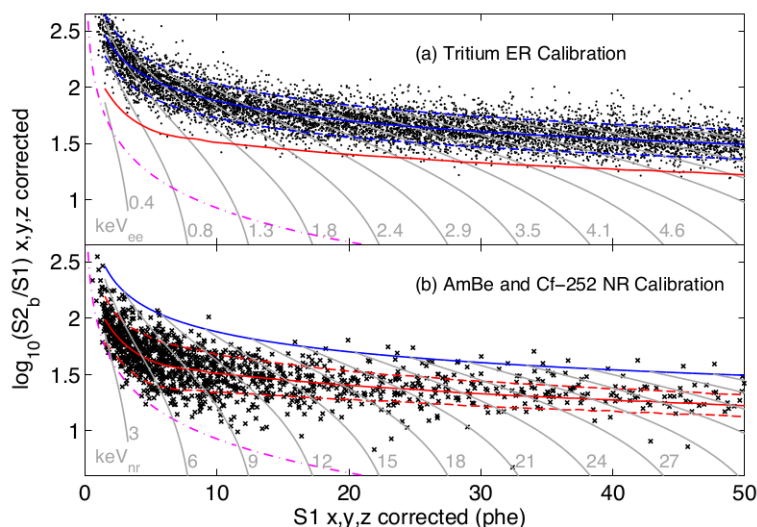 2.5
(a) Tritium ER Calibration
2
1.5
1
0.4
keVee 0.8 1.3 1.8 2.4 2.9 3.5 4.1 4.6
log10(S2b/S1) x,y,z corrected
2.5
(b) AmBe and Cf-252 NR Calibration
2
1.5
1
3
keVnr 6 9 12 15 18 21 24 27
0 10 20 30 40 50
S1 x,y,z corrected (phe)